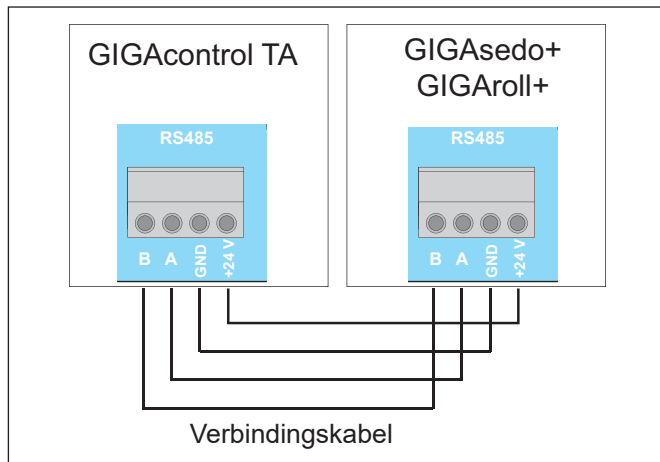 GIGAcontrol TA
GIGAsedo+
GIGAroll+
RS485
B A GND +24 V
RS485
B A GND +24 V
Verbindingskabel